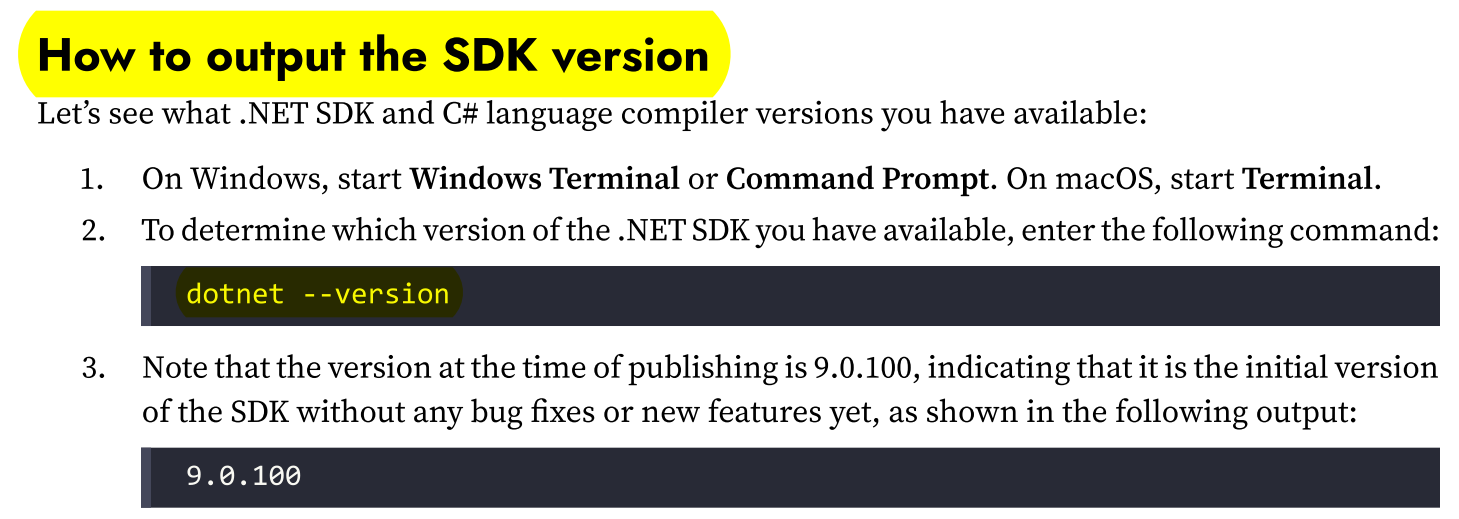 How to output the SDK version
Let’s see what .NET SDK and C# language compiler versions you have available:
1. On Windows, start Windows Terminal or Command Prompt. On macOS, start Terminal.
2. To determine which version of the .NET SDK you have available, enter the following command:
dotnet --version
3. Note that the version at the time of publishing is 9.0.100, indicating that it is the initial version
of the SDK without any bug fixes or new features yet, as shown in the following output:
9.0.100